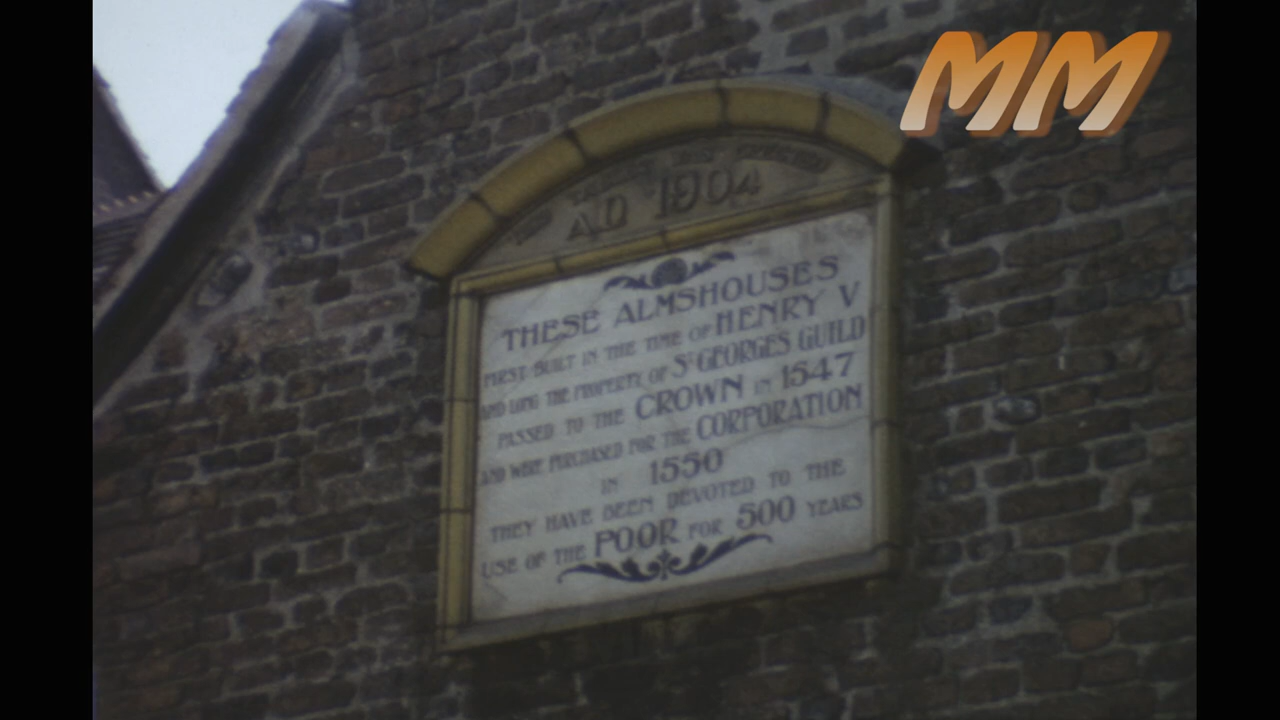 MM
AD 1904
THESE ALMSHOUSES
FIRST BUILT IN THE TIME OF HENRY V
AND LONG THE PROPERTY OF ST GEORGES GUILD
PASSED TO THE CROWN IN 1547
AND WERE PURCHASED FOR THE CORPORATION
IN 1550
THEY HAVE BEEN DEVOTED TO THE
USE OF THE POOR FOR 500 YEARS